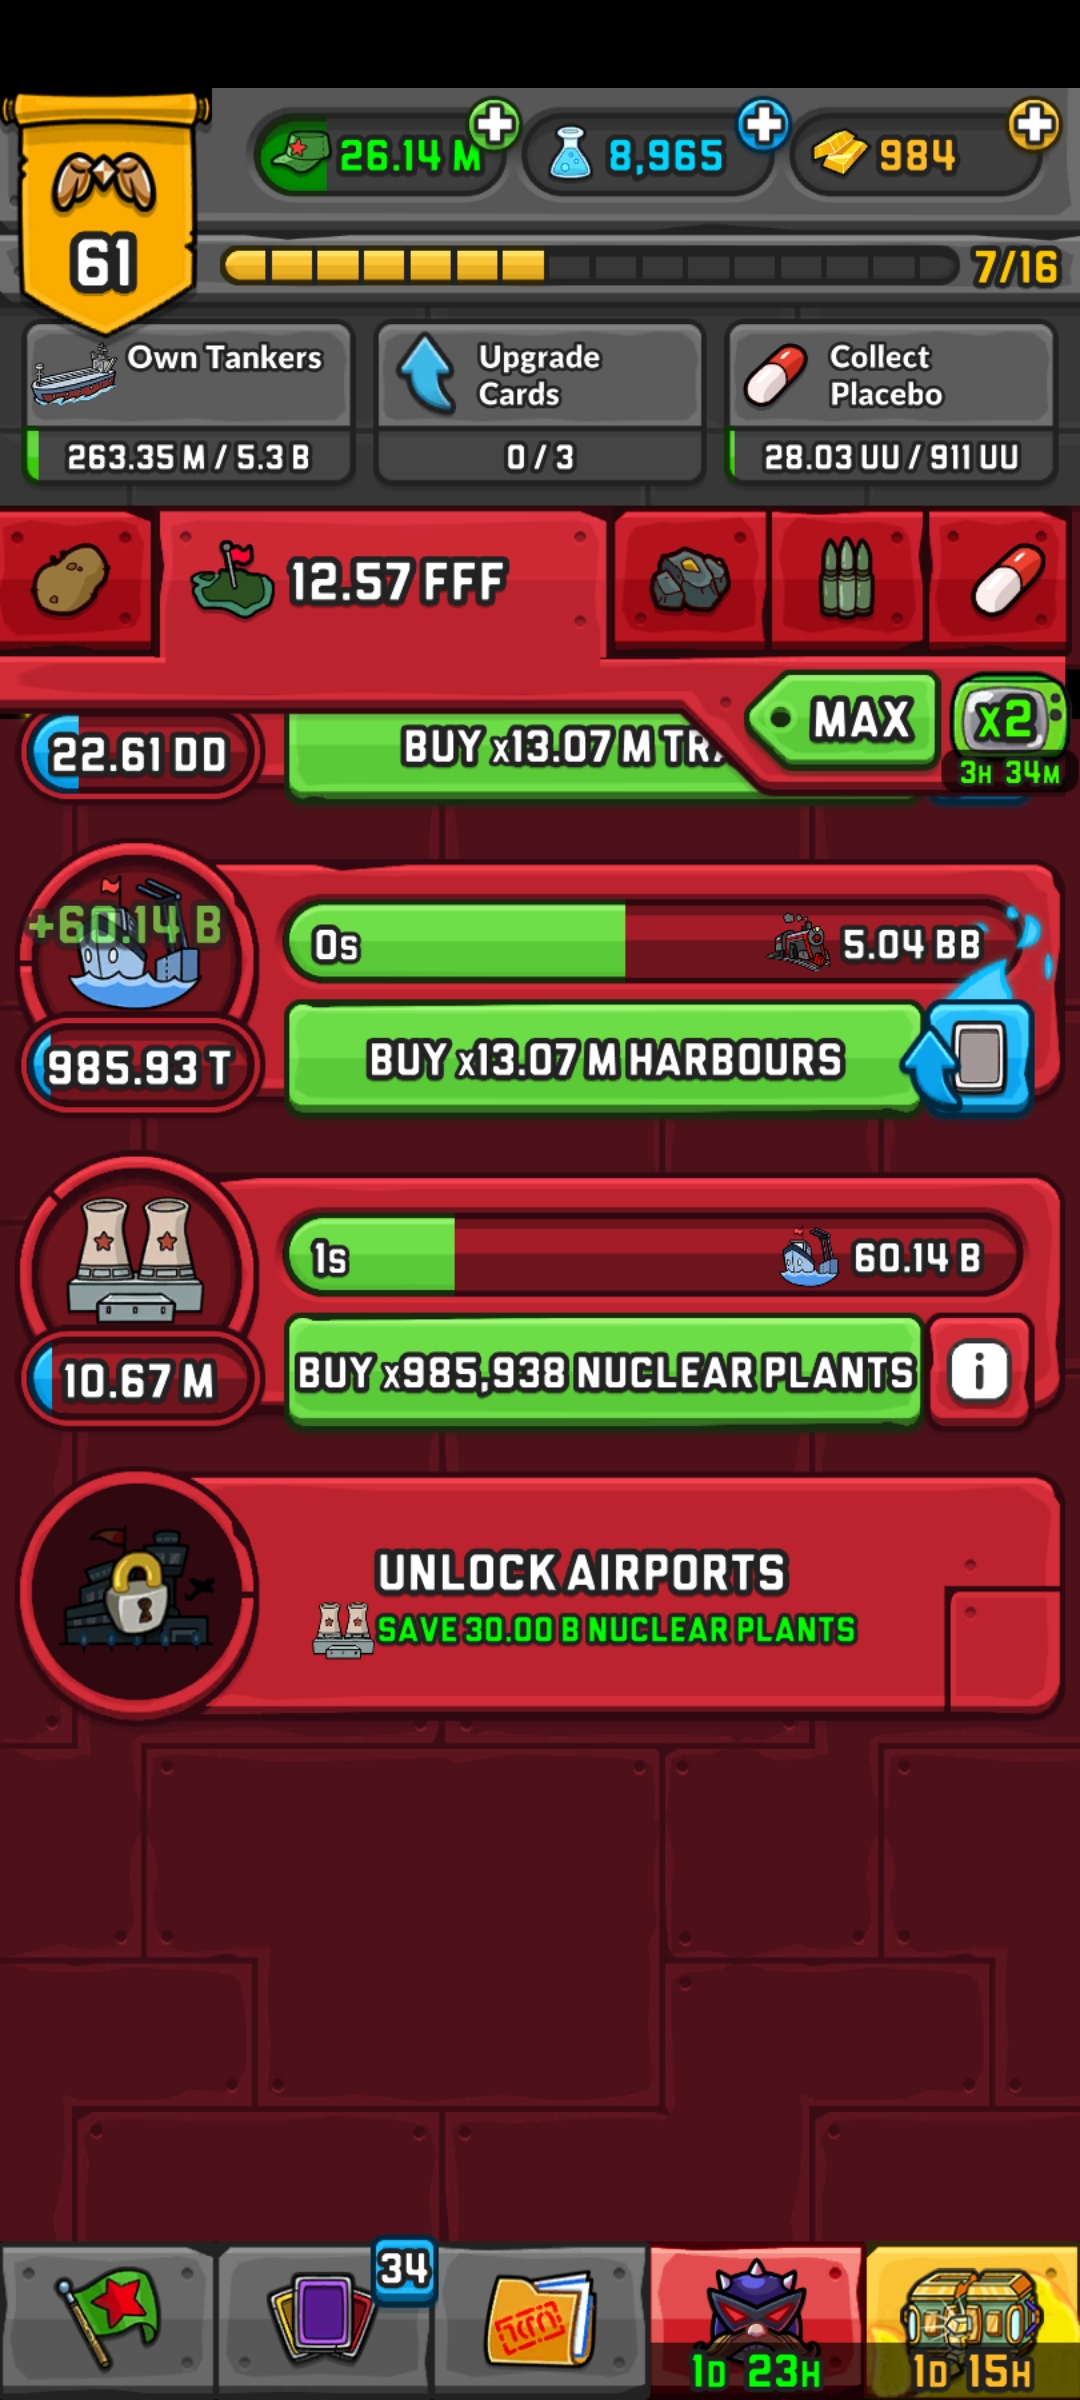 26.14 M
8,965
984
61
7/16
Own Tankers
263.35 M / 5.3 B
Upgrade
Cards
0 / 3
Collect
Placebo
28.03 UU / 911 UU
12.57 FFF
MAX
x2
3H 34M
22.61 DD
BUY x13.07 M TRA
+60.14 B
0s
5.04 BB
985.93 T
BUY x13.07 M HARBOURS
1s
60.14 B
10.67 M
BUY x985,938 NUCLEAR PLANTS
i
UNLOCK AIRPORTS
SAVE 30.00 B NUCLEAR PLANTS
34
1D 23H
1D 15H